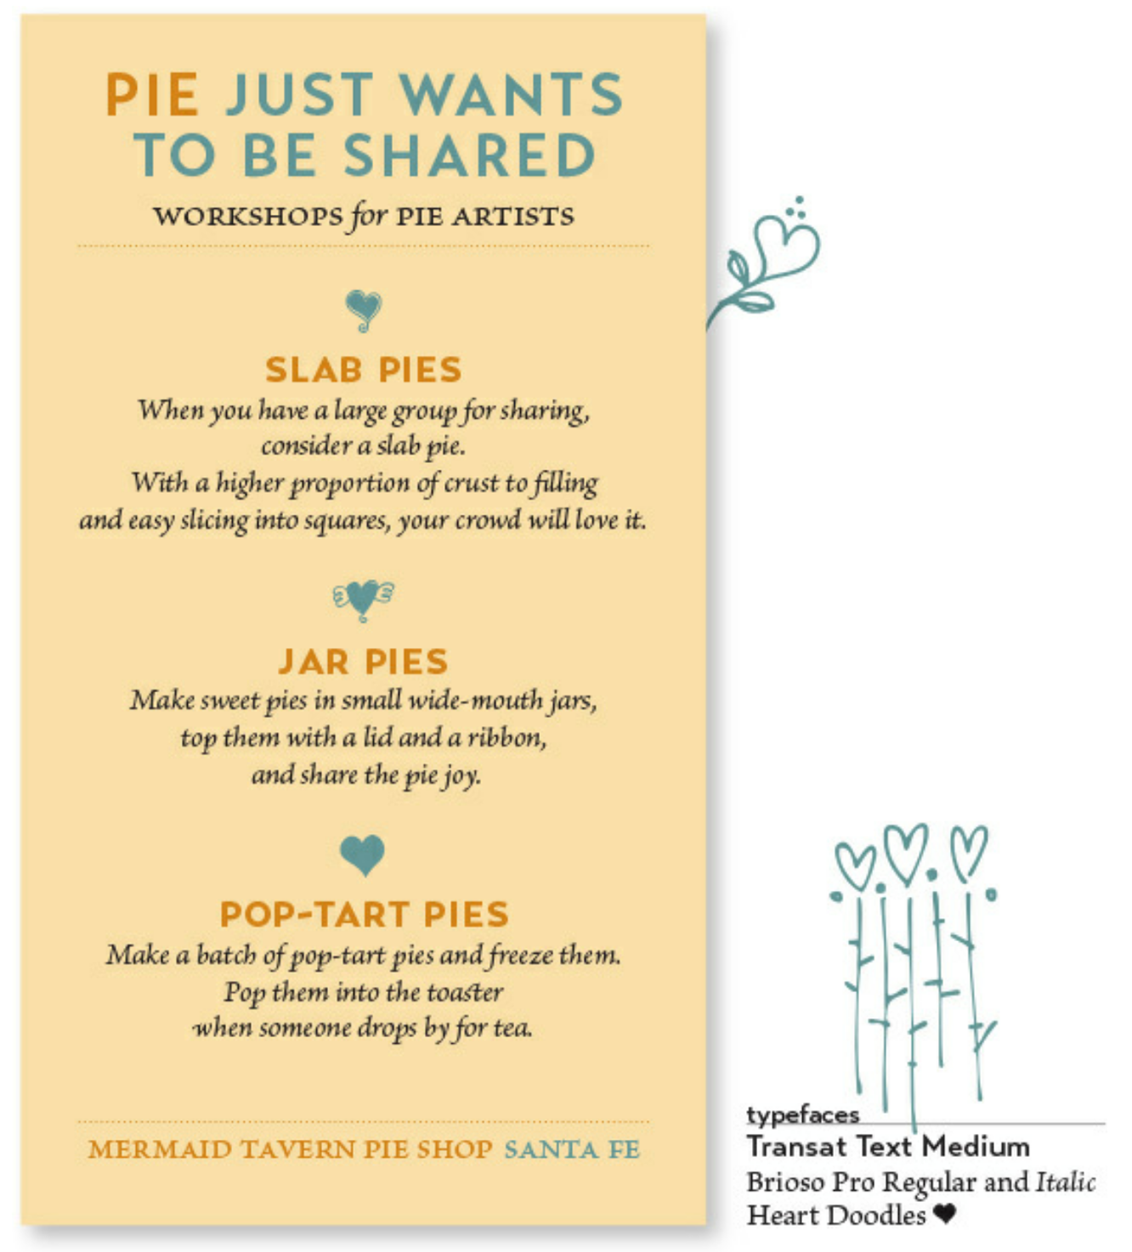 PIE JUST WANTS
TO BE SHARED
WORKSHOPS for PIE ARTISTS
SLAB PIES
When you have a large group for sharing,
consider a slab pie.
With a higher proportion of crust to filling
and easy slicing into squares, your crowd will love it.
JAR PIES
Make sweet pies in small wide-mouth jars,
top them with a lid and a ribbon,
and share the pie joy.
POP-TART PIES
Make a batch of pop-tart pies and freeze them.
Pop them into the toaster
when someone drops by for tea.
MERMAID TAVERN PIE SHOP SANTA FE
typefaces
Transat Text Medium
Brioso Pro Regular and Italic
Heart Doodles ♥